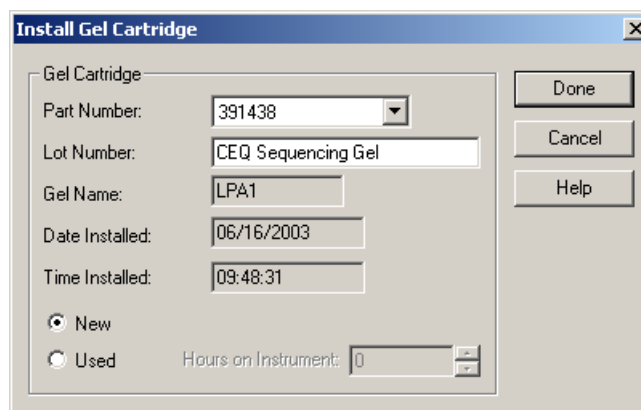 Install Gel Cartridge
Gel Cartridge
Part Number: 391438
Lot Number: CEQ Sequencing Gel
Gel Name: LPA1
Date Installed: 06/16/2003
Time Installed: 09:48:31
New
Used Hours on Instrument: 0
Done
Cancel
Help